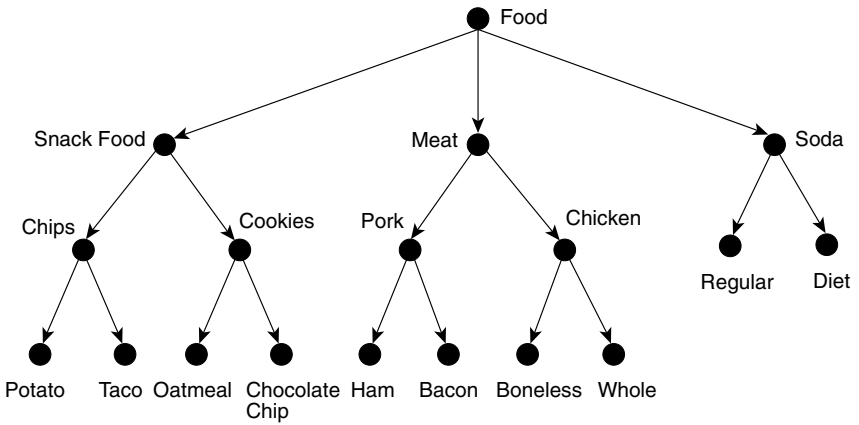 Food
Snack Food
Meat
Soda
Chips
Cookies
Pork
Chicken
Regular
Diet
Potato
Taco
Oatmeal
Chocolate
Chip
Ham
Bacon
Boneless
Whole